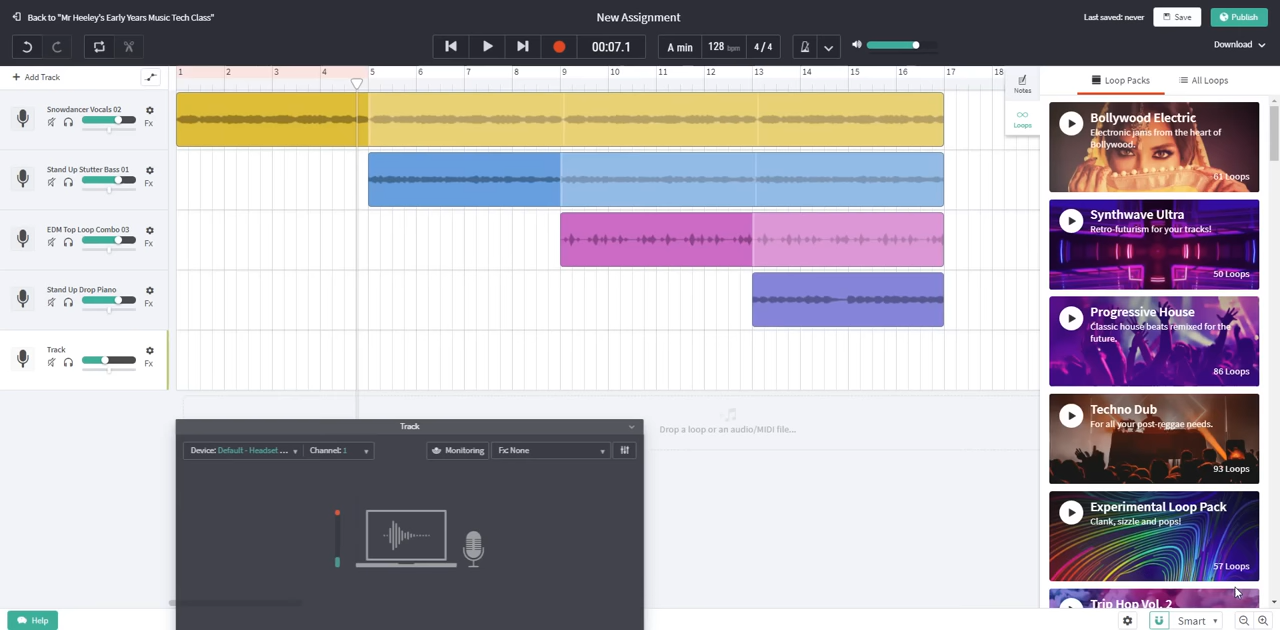 Back to "Mr Heeley's Early Years Music Tech Class"
New Assignment
Last saved: never
Save
Publish
00:07.1
A min
128 bpm
4 / 4
Download
Add Track
1 2 3 4 5 6 7 8 9 10 11 12 13 14 15 16 17 18
Notes
Loops
Loop Packs
All Loops
Snowdancer Vocals 02
Fx
Stand Up Stutter Bass 01
Fx
EDM Top Loop Combo 03
Fx
Stand Up Drop Piano
Fx
Track
Fx
Drop a loop or an audio/MIDI file...
Track
Device: Default - Headset ...
Channel: 1
Monitoring
Fx: None
Bollywood Electric
Electronic jams from the heart of
Bollywood.
61 Loops
Synthwave Ultra
Retro-futurism for your tracks!
50 Loops
Progressive House
Classic house beats remixed for the
future.
86 Loops
Techno Dub
For all your post-reggae needs.
93 Loops
Experimental Loop Pack
Clank, sizzle and pops!
57 Loops
Trip Hop Vol. 2
Help
Smart